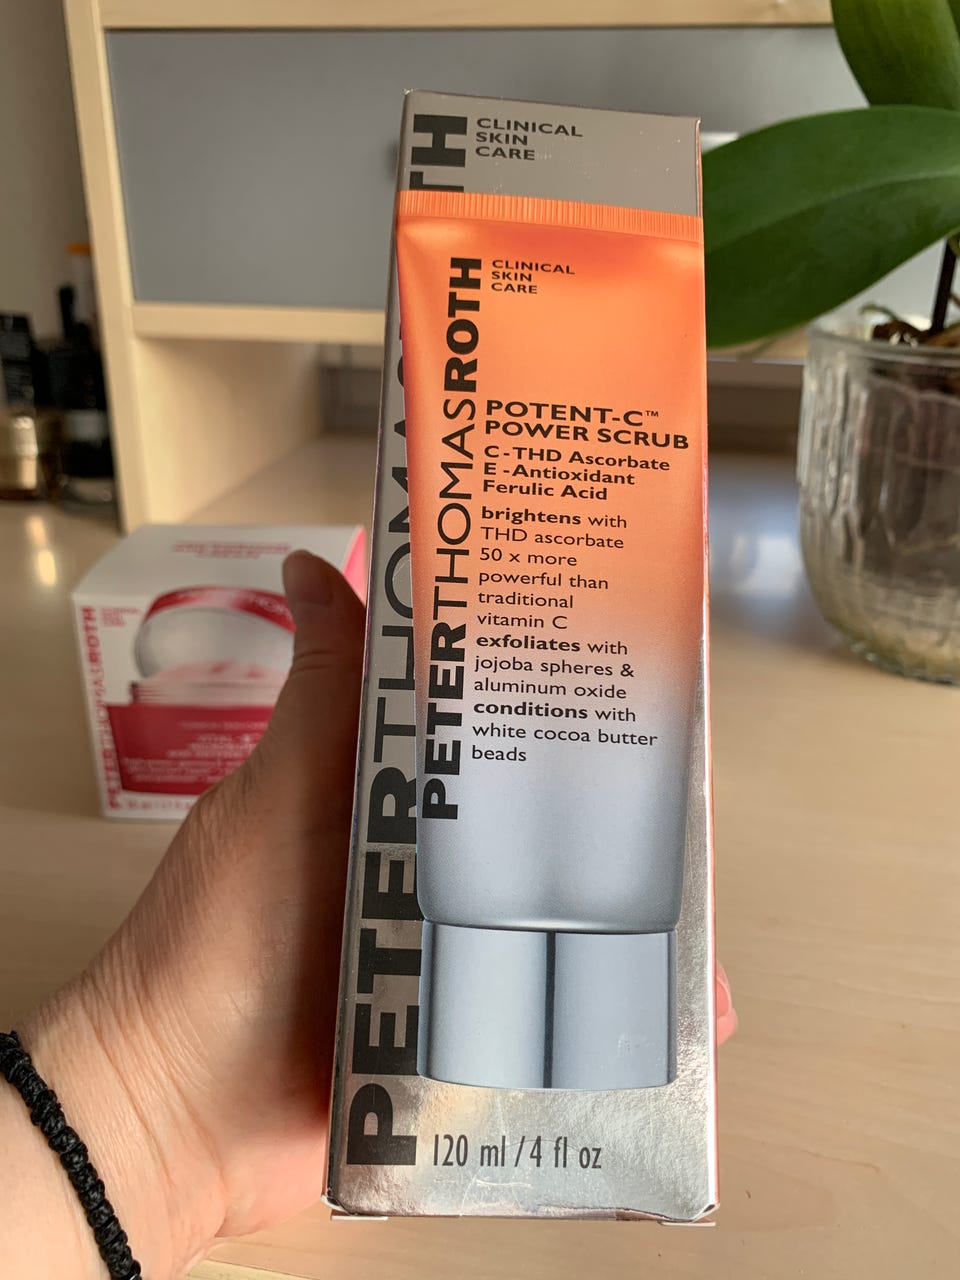 CLINICAL
SKIN
CARE
PETERTHOMASROTH
CLINICAL
SKIN
CARE
POTENT-C™
POWER SCRUB
C-THD Ascorbate
E-Antioxidant
Ferulic Acid
brightens with
THD ascorbate
50 x more
powerful than
traditional
vitamin C
exfoliates with
jojoba spheres &
aluminum oxide
conditions with
white cocoa butter
beads
PETERTHOMA TH
120 ml / 4 fl oz
PETERTHOMASROTH